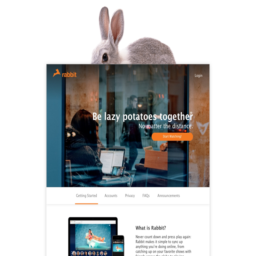 rabbit
Login
Be lazy potatoes together
No matter the distance.
Getting Started
Accounts
Privacy
FAQs
Announcements
What is Rabbit?
Never count down and press play again!
Rabbit makes it simple to sync up
anything you're doing online, from
catching up on your favorite shows with